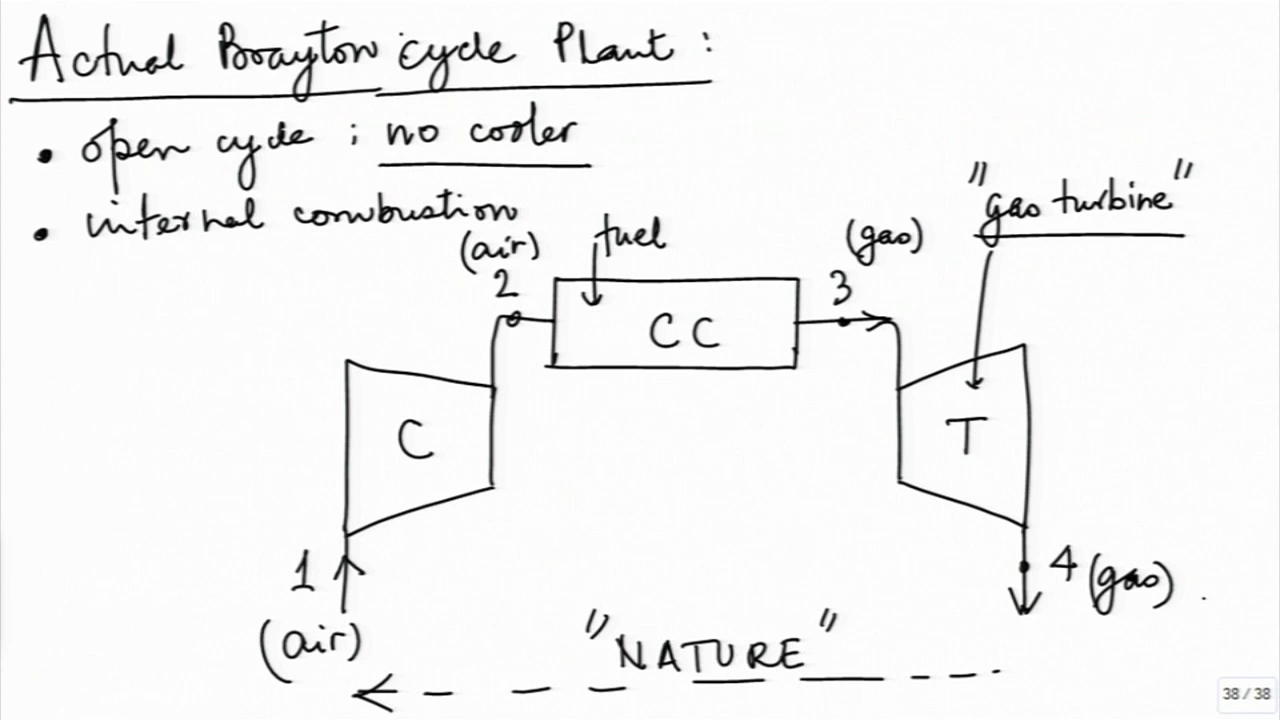 Actual Brayton cycle Plant :
• open cycle ; no cooler
• internal combustion
"gas turbine"
(air)
fuel
(gas)
2
3
CC
C
T
1
(air)
4 (gas)
"NATURE"
38 / 38